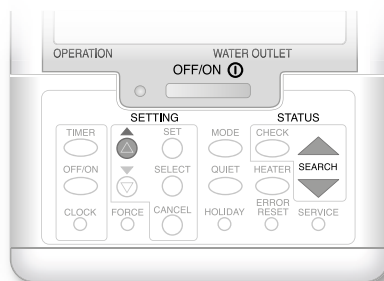 OPERATION WATER OUTLET
OFF/ON
SETTING STATUS
TIMER SET MODE CHECK
OFF/ON SELECT QUIET HEATER SEARCH
CLOCK FORCE CANCEL HOLIDAY ERROR RESET SERVICE